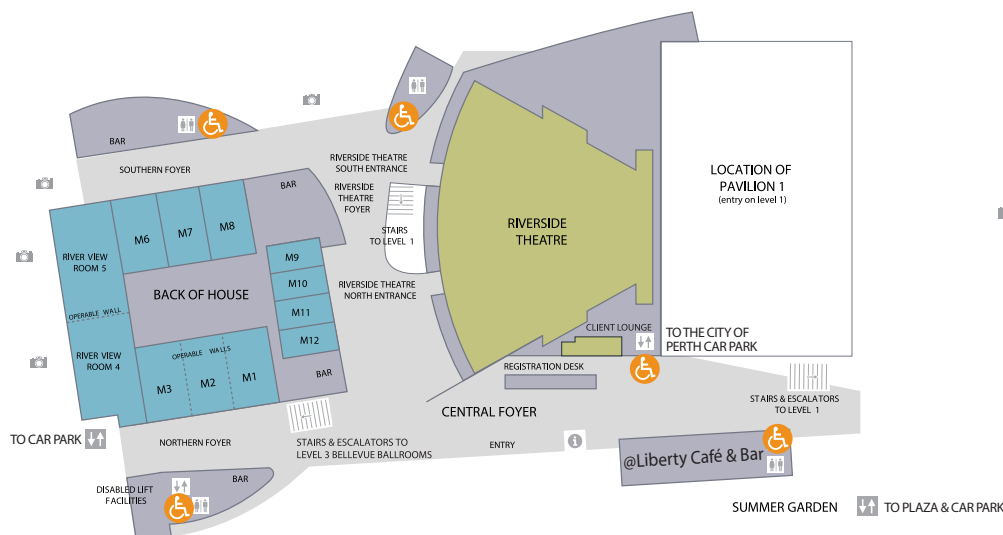 BAR
SOUTHERN FOYER
RIVERSIDE THEATRE
SOUTH ENTRANCE
BAR
RIVERSIDE
THEATRE
FOYER
STAIRS
TO LEVEL 1
RIVERSIDE
THEATRE
LOCATION OF
PAVILION 1
(entry on level 1)
M6
M7
M8
RIVER VIEW
ROOM 5
BACK OF HOUSE
M9
M10
M11
M12
RIVERSIDE THEATRE
NORTH ENTRANCE
OPERABLE WALL
OPERABLE WALLS
RIVER VIEW
ROOM 4
M3
M2
M1
BAR
CLIENT LOUNGE
TO THE CITY OF
PERTH CAR PARK
REGISTRATION DESK
CENTRAL FOYER
STAIRS & ESCALATORS
TO LEVEL 1
TO CAR PARK
NORTHERN FOYER
STAIRS & ESCALATORS TO
LEVEL 3 BELLEVUE BALLROOMS
ENTRY
i
@Liberty Café & Bar
BAR
DISABLED LIFT
FACILITIES
SUMMER GARDEN
TO PLAZA & CAR PARK